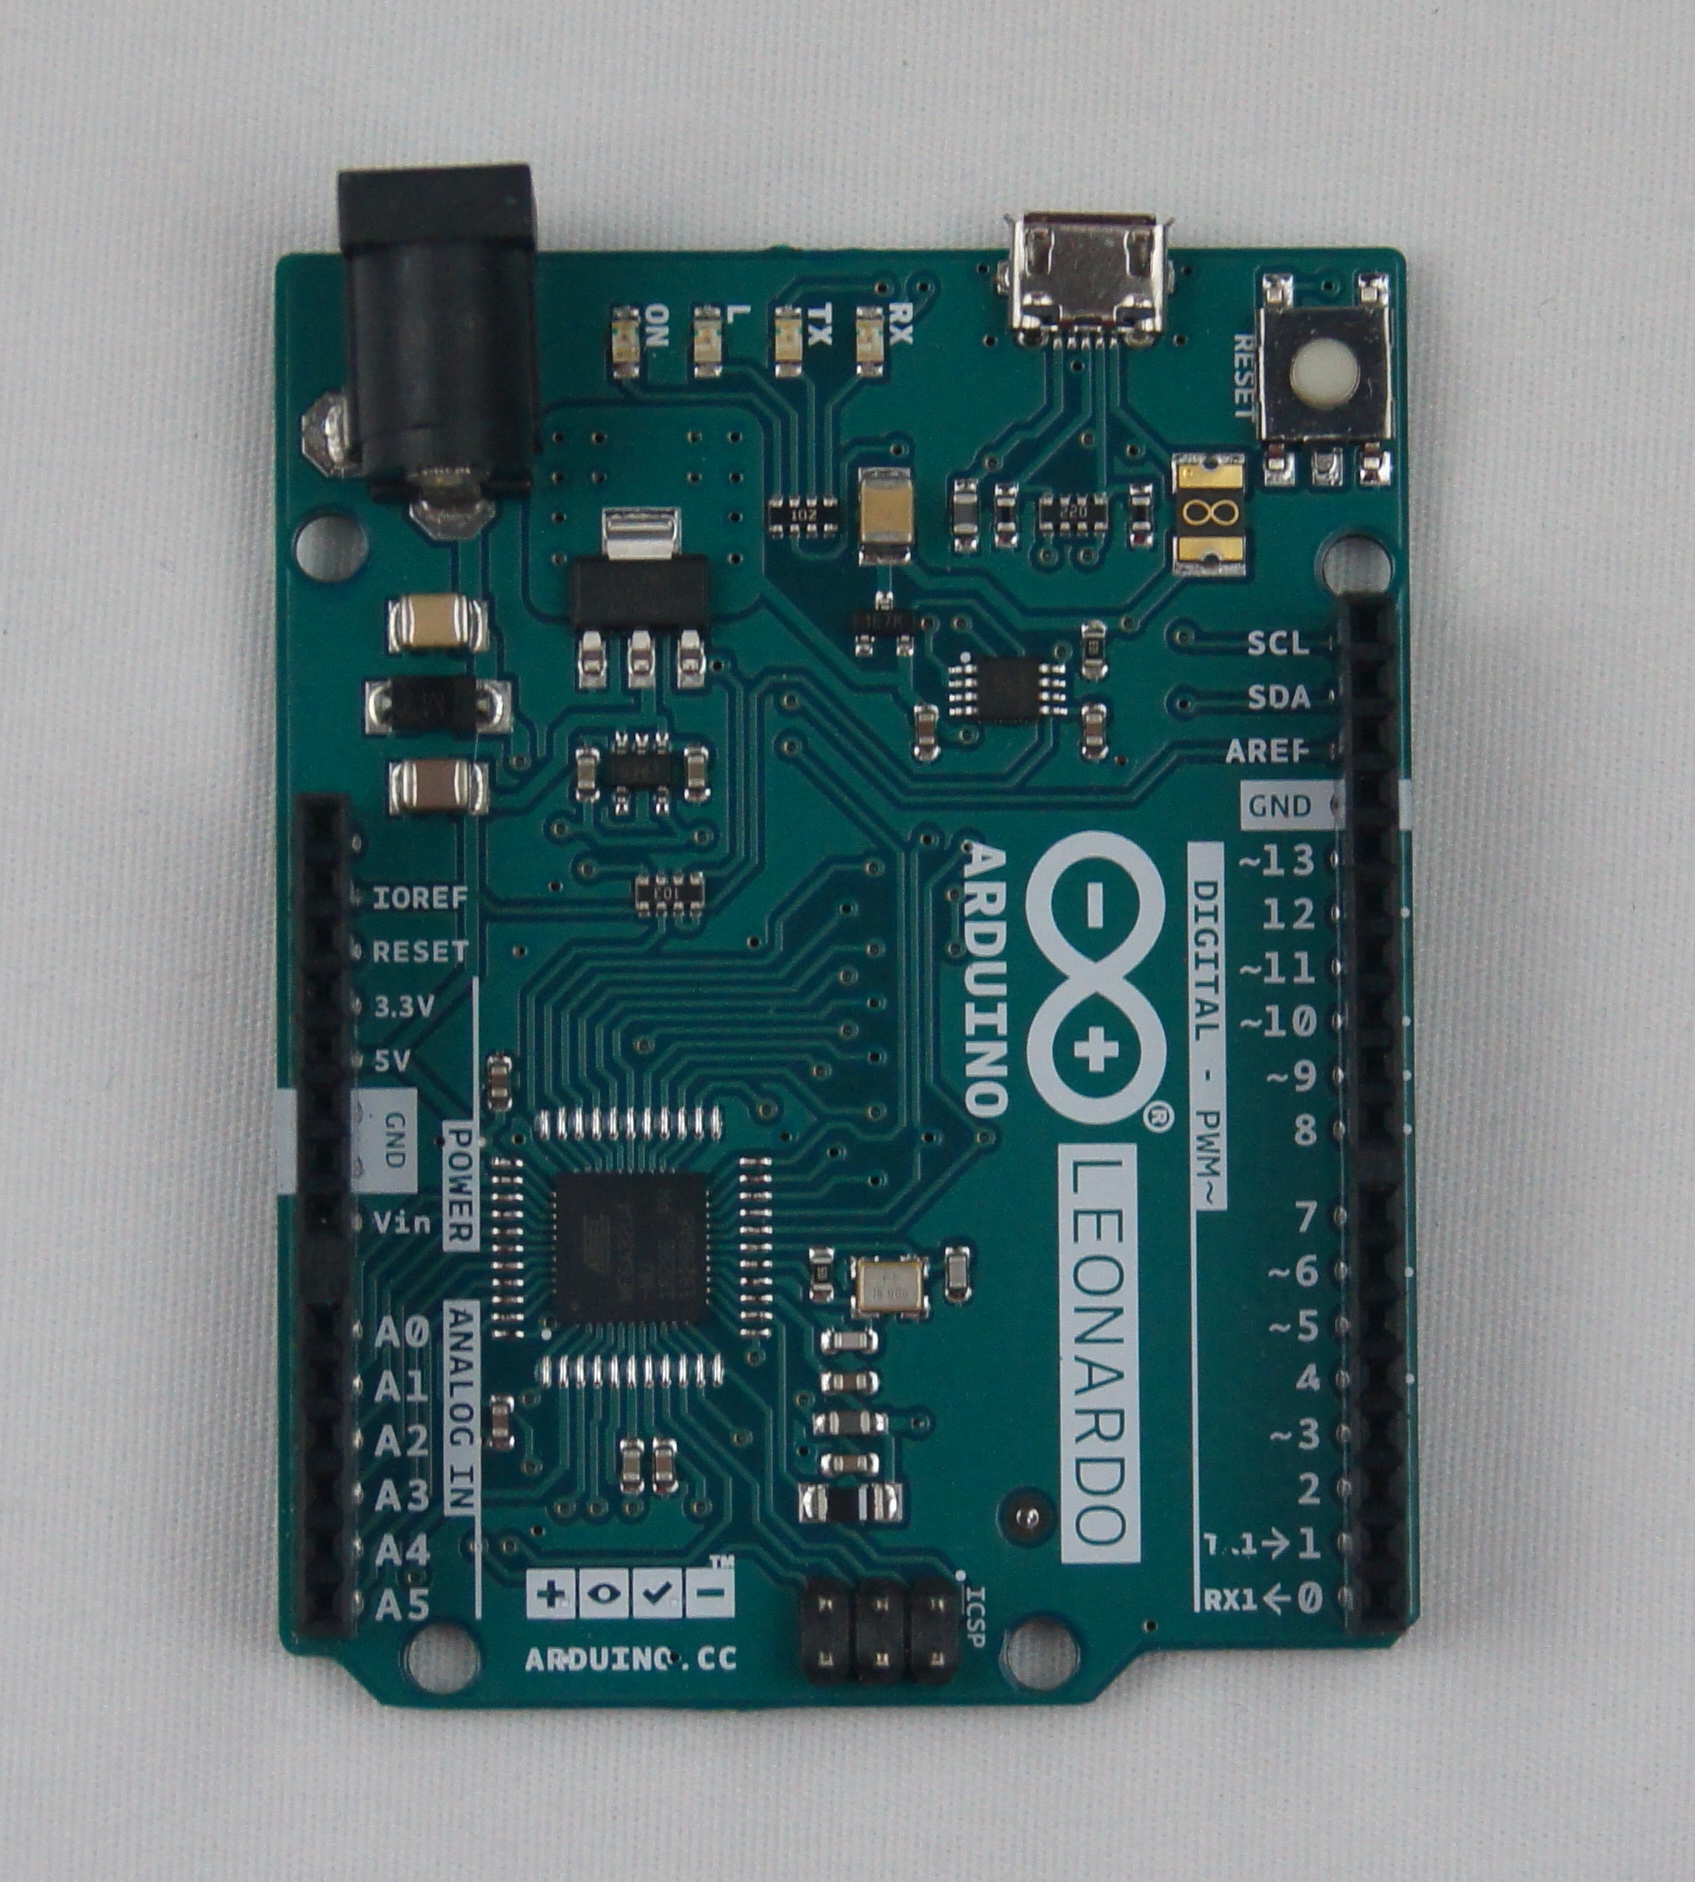 ON
L
TX
RX
RESET
102
220
SCL
SDA
AREF
GND
~13
12
~11
~10
~9
8
7
~6
~5
4
~3
2
→1
RX1←0
DIGITAL - PWM~
ARDUINO
®
LEONARDO
103
IOREF
RESET
3.3V
5V
GND
Vin
POWER
A0
A1
A2
A3
A4
A5
ANALOG IN
TM
ARDUINO.CC
ICSP